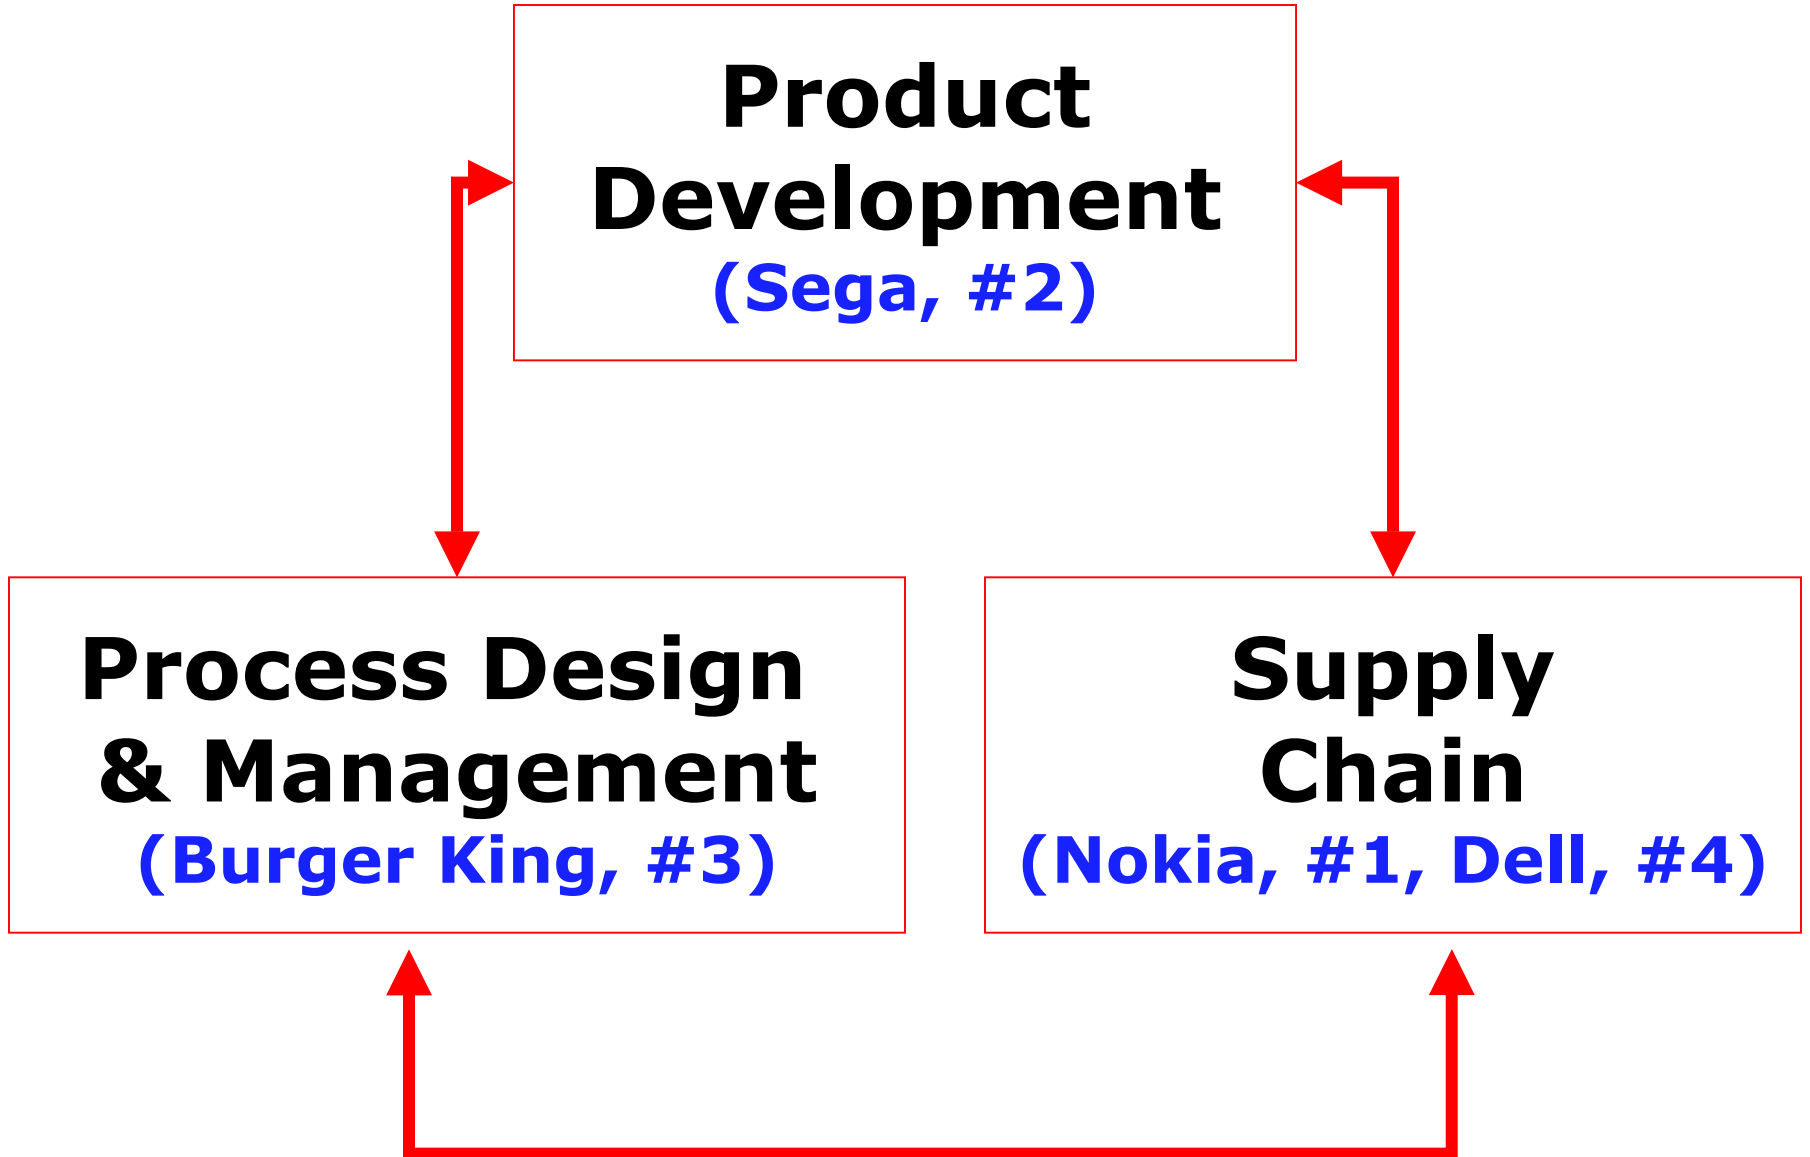 Product
Development
(Sega, #2)
Process Design
& Management
(Burger King, #3)
Supply
Chain
(Nokia, #1, Dell, #4)